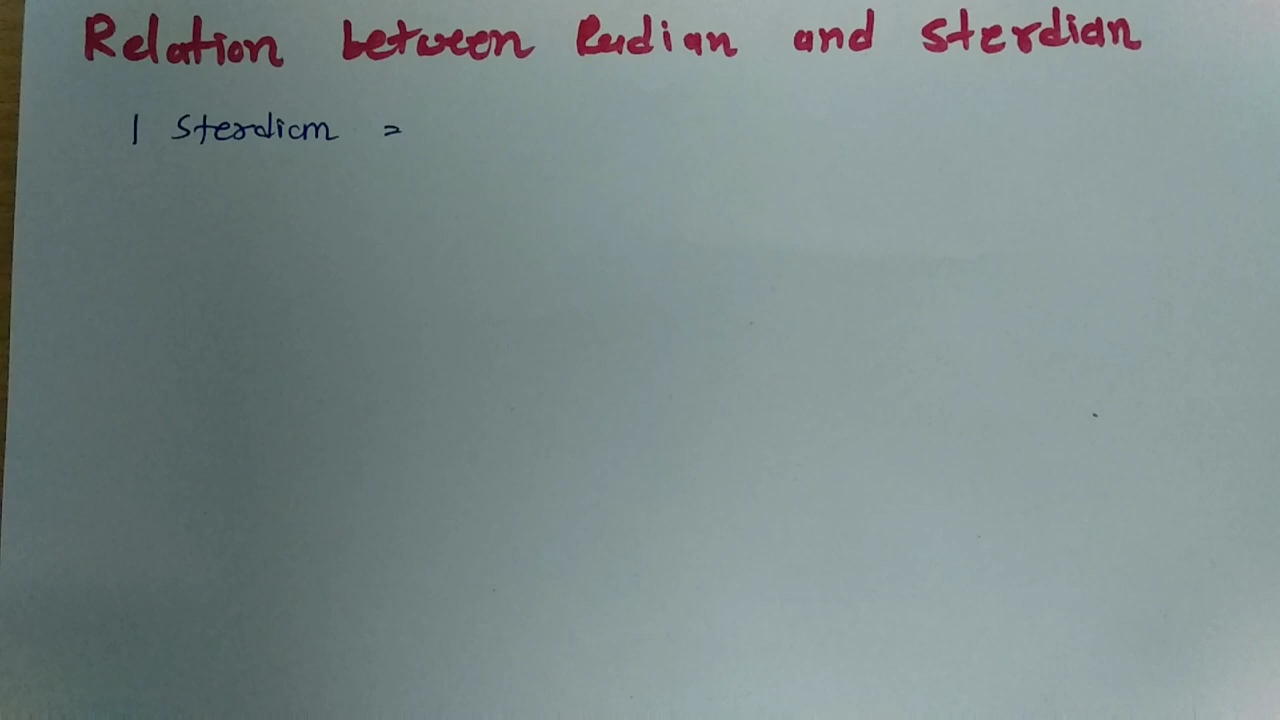 Relation between Radian and sterdian
1 Sterdian =